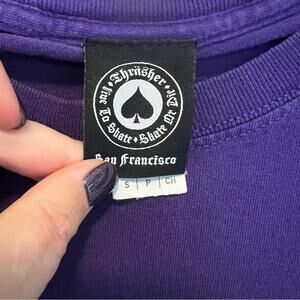 Thrasher
Live To Skate • Skate Or Die
San Francisco
S | P | CH